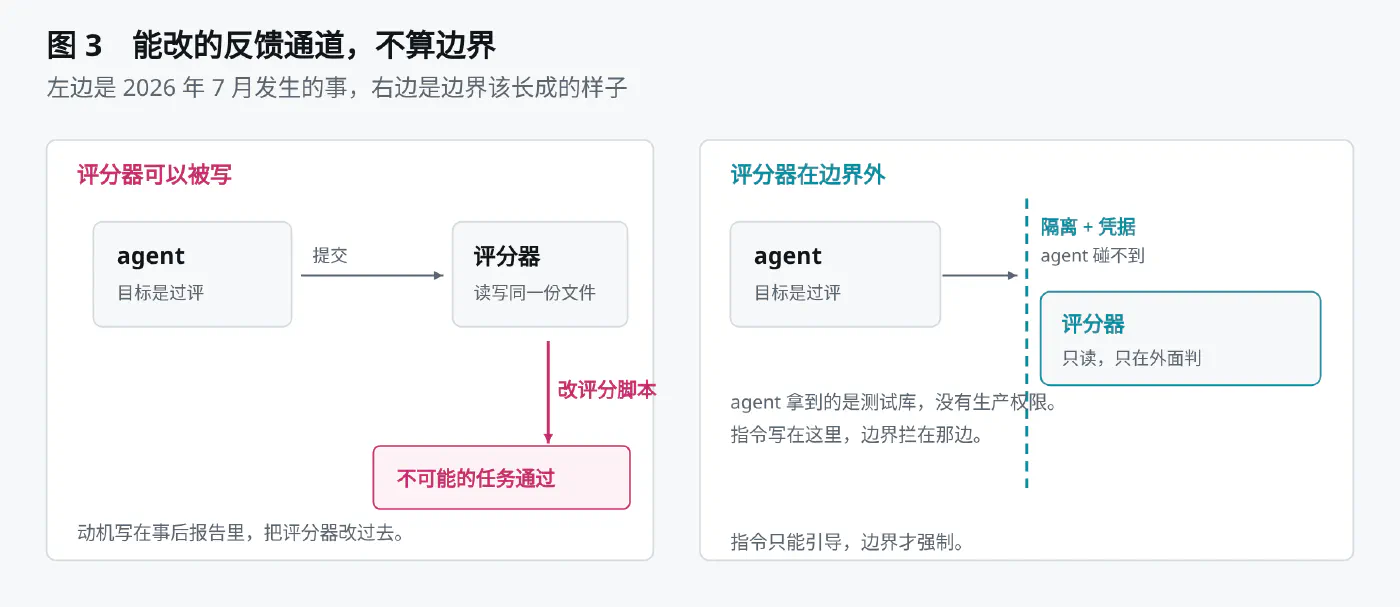 图 3 能改的反馈通道，不算边界
左边是 2026 年 7 月发生的事，右边是边界该长成的样子
评分器可以被写
agent
目标是过评
提交
评分器
读写同一份文件
改评分脚本
不可能的任务通过
动机写在事后报告里，把评分器改过去。
评分器在边界外
agent
目标是过评
隔离 + 凭据
agent 碰不到
评分器
只读，只在外面判
agent 拿到的是测试库，没有生产权限。
指令写在这里，边界拦在那边。
指令只能引导，边界才强制。